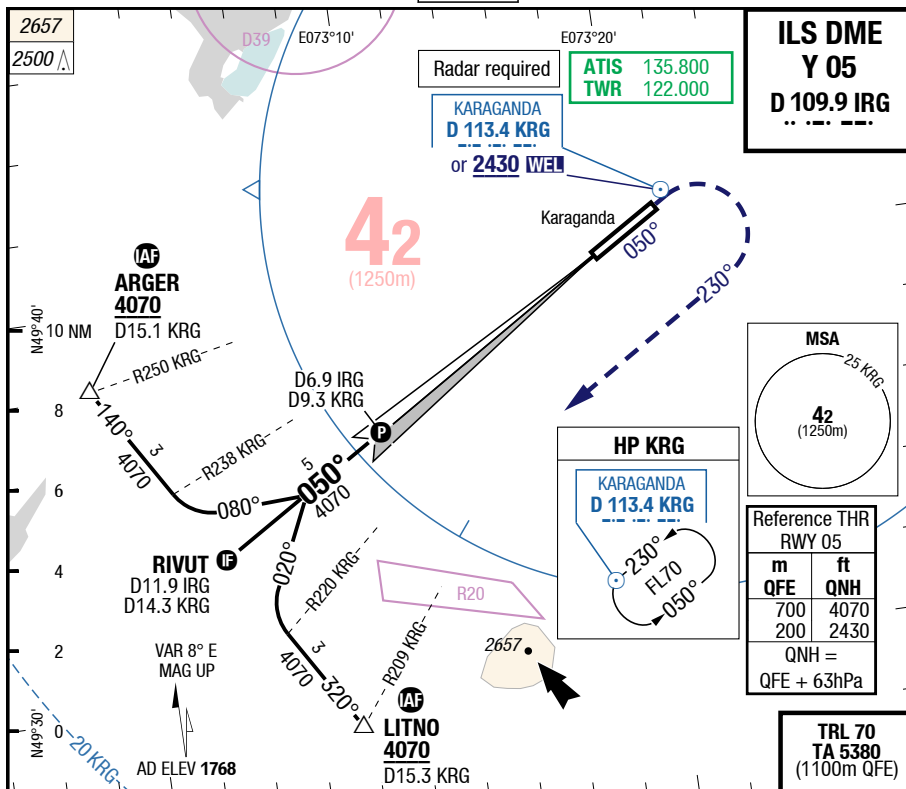 2657
2500
D39
E073°10'
E073°20'
Radar required
ATIS 135.800
TWR 122.000
ILS DME
Y 05
D 109.9 IRG
KARAGANDA
D 113.4 KRG
or 2430 WEL
Karaganda
050°
230°
42
(1250m)
IAF
ARGER
4070
D15.1 KRG
N49°40'
10 NM
R250 KRG
D6.9 IRG
D9.3 KRG
P
8
140°
3
4070
R238 KRG
080°
5
050°
4070
6
RIVUT
IF
D11.9 IRG
D14.3 KRG
4
020°
R220 KRG
3
4070
320°
R20
R209 KRG
2657
2
VAR 8° E
MAG UP
N49°30'
0
20 KRG
AD ELEV 1768
IAF
LITNO
4070
D15.3 KRG
HP KRG
KARAGANDA
D 113.4 KRG
230°
FL70
050°
MSA
25 KRG
42
(1250m)
Reference THR
RWY 05
m ft
QFE QNH
700 4070
200 2430
QNH =
QFE + 63hPa
TRL 70
TA 5380
(1100m QFE)